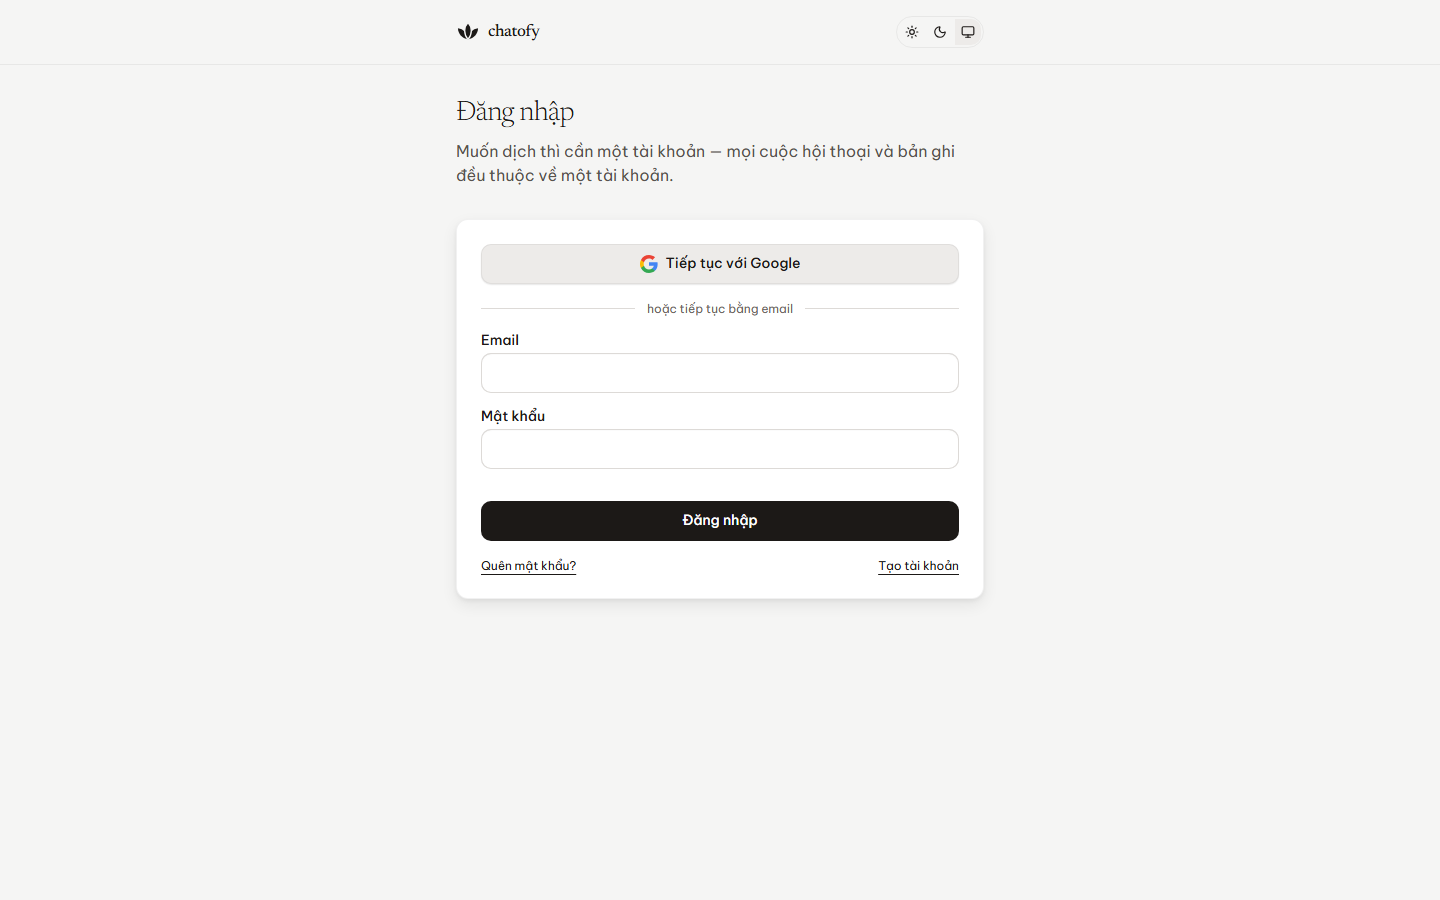 chatofy
Đăng nhập
Muốn dịch thì cần một tài khoản — mọi cuộc hội thoại và bản ghi
đều thuộc về một tài khoản.
Tiếp tục với Google
hoặc tiếp tục bằng email
Email
Mật khẩu
Đăng nhập
Quên mật khẩu?
Tạo tài khoản